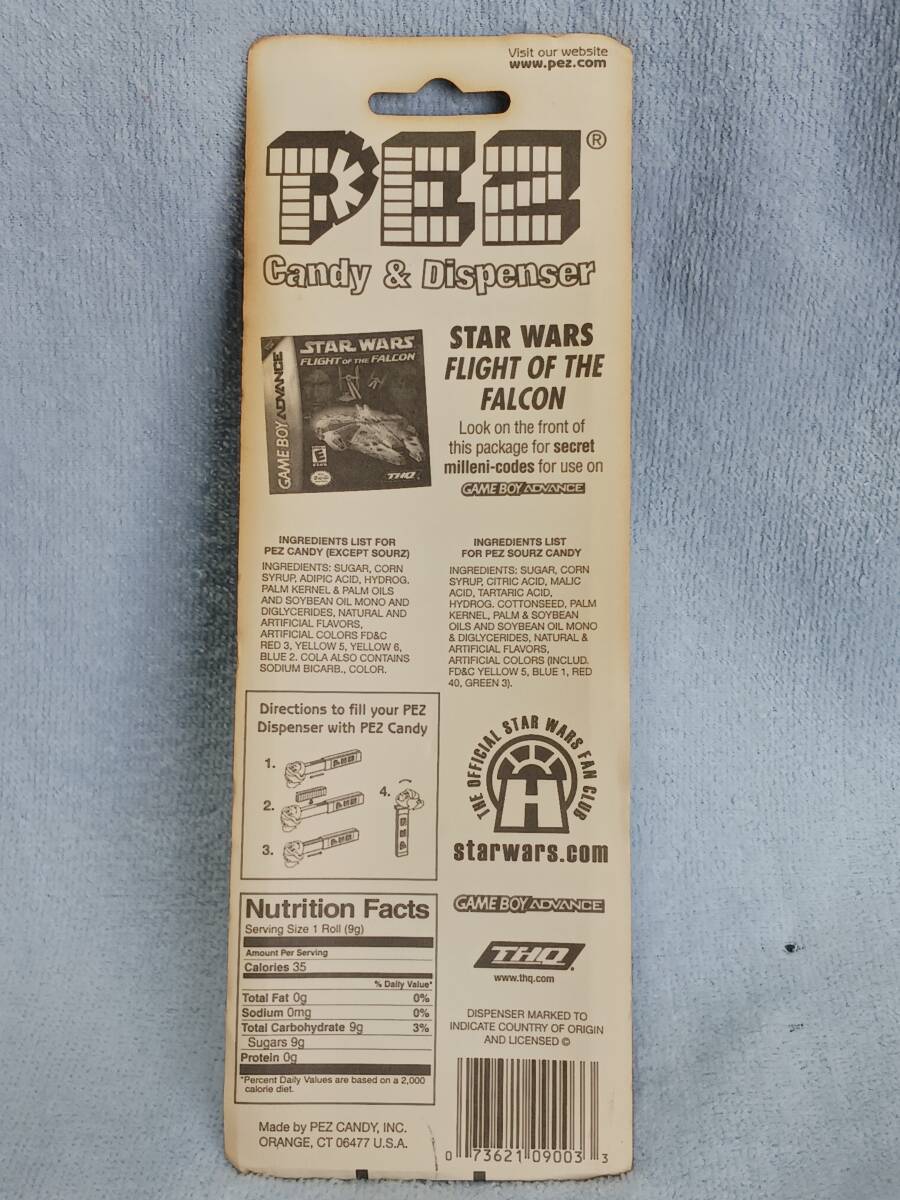 Visit our website
www.pez.com
PEZ®
Candy & Dispenser
GAME BOY ADVANCE
STAR WARS
FLIGHT OF THE FALCON
E
THQ
STAR WARS
FLIGHT OF THE
FALCON
Look on the front of
this package for secret
milleni-codes for use on
GAME BOY ADVANCE
INGREDIENTS LIST FOR
PEZ CANDY (EXCEPT SOURZ)
INGREDIENTS: SUGAR, CORN
SYRUP, ADIPIC ACID, HYDROG.
PALM KERNEL & PALM OILS
AND SOYBEAN OIL MONO AND
DIGLYCERIDES, NATURAL AND
ARTIFICIAL FLAVORS,
ARTIFICIAL COLORS FD&C
RED 3, YELLOW 5, YELLOW 6,
BLUE 2. COLA ALSO CONTAINS
SODIUM BICARB., COLOR.
INGREDIENTS LIST
FOR PEZ SOURZ CANDY
INGREDIENTS: SUGAR, CORN
SYRUP, CITRIC ACID, MALIC
ACID, TARTARIC ACID,
HYDROG. COTTONSEED, PALM
KERNEL, PALM & SOYBEAN
OILS AND SOYBEAN OIL MONO
& DIGLYCERIDES, NATURAL &
ARTIFICIAL FLAVORS,
ARTIFICIAL COLORS (INCLUD.
FD&C YELLOW 5, BLUE 1, RED
40, GREEN 3).
Directions to fill your PEZ
Dispenser with PEZ Candy
1.
PEZ
2.
PEZ
3.
PEZ
4.
PEZ
THE OFFICIAL STAR WARS FAN CLUB
starwars.com
Nutrition Facts
Serving Size 1 Roll (9g)
Amount Per Serving
Calories 35
% Daily Value*
Total Fat 0g 0%
Sodium 0mg 0%
Total Carbohydrate 9g 3%
Sugars 9g
Protein 0g
*Percent Daily Values are based on a 2,000
calorie diet.
Made by PEZ CANDY, INC.
ORANGE, CT 06477 U.S.A.
GAME BOY ADVANCE
THQ
www.thq.com
DISPENSER MARKED TO
INDICATE COUNTRY OF ORIGIN
AND LICENSED ©
0 73621 09003 3